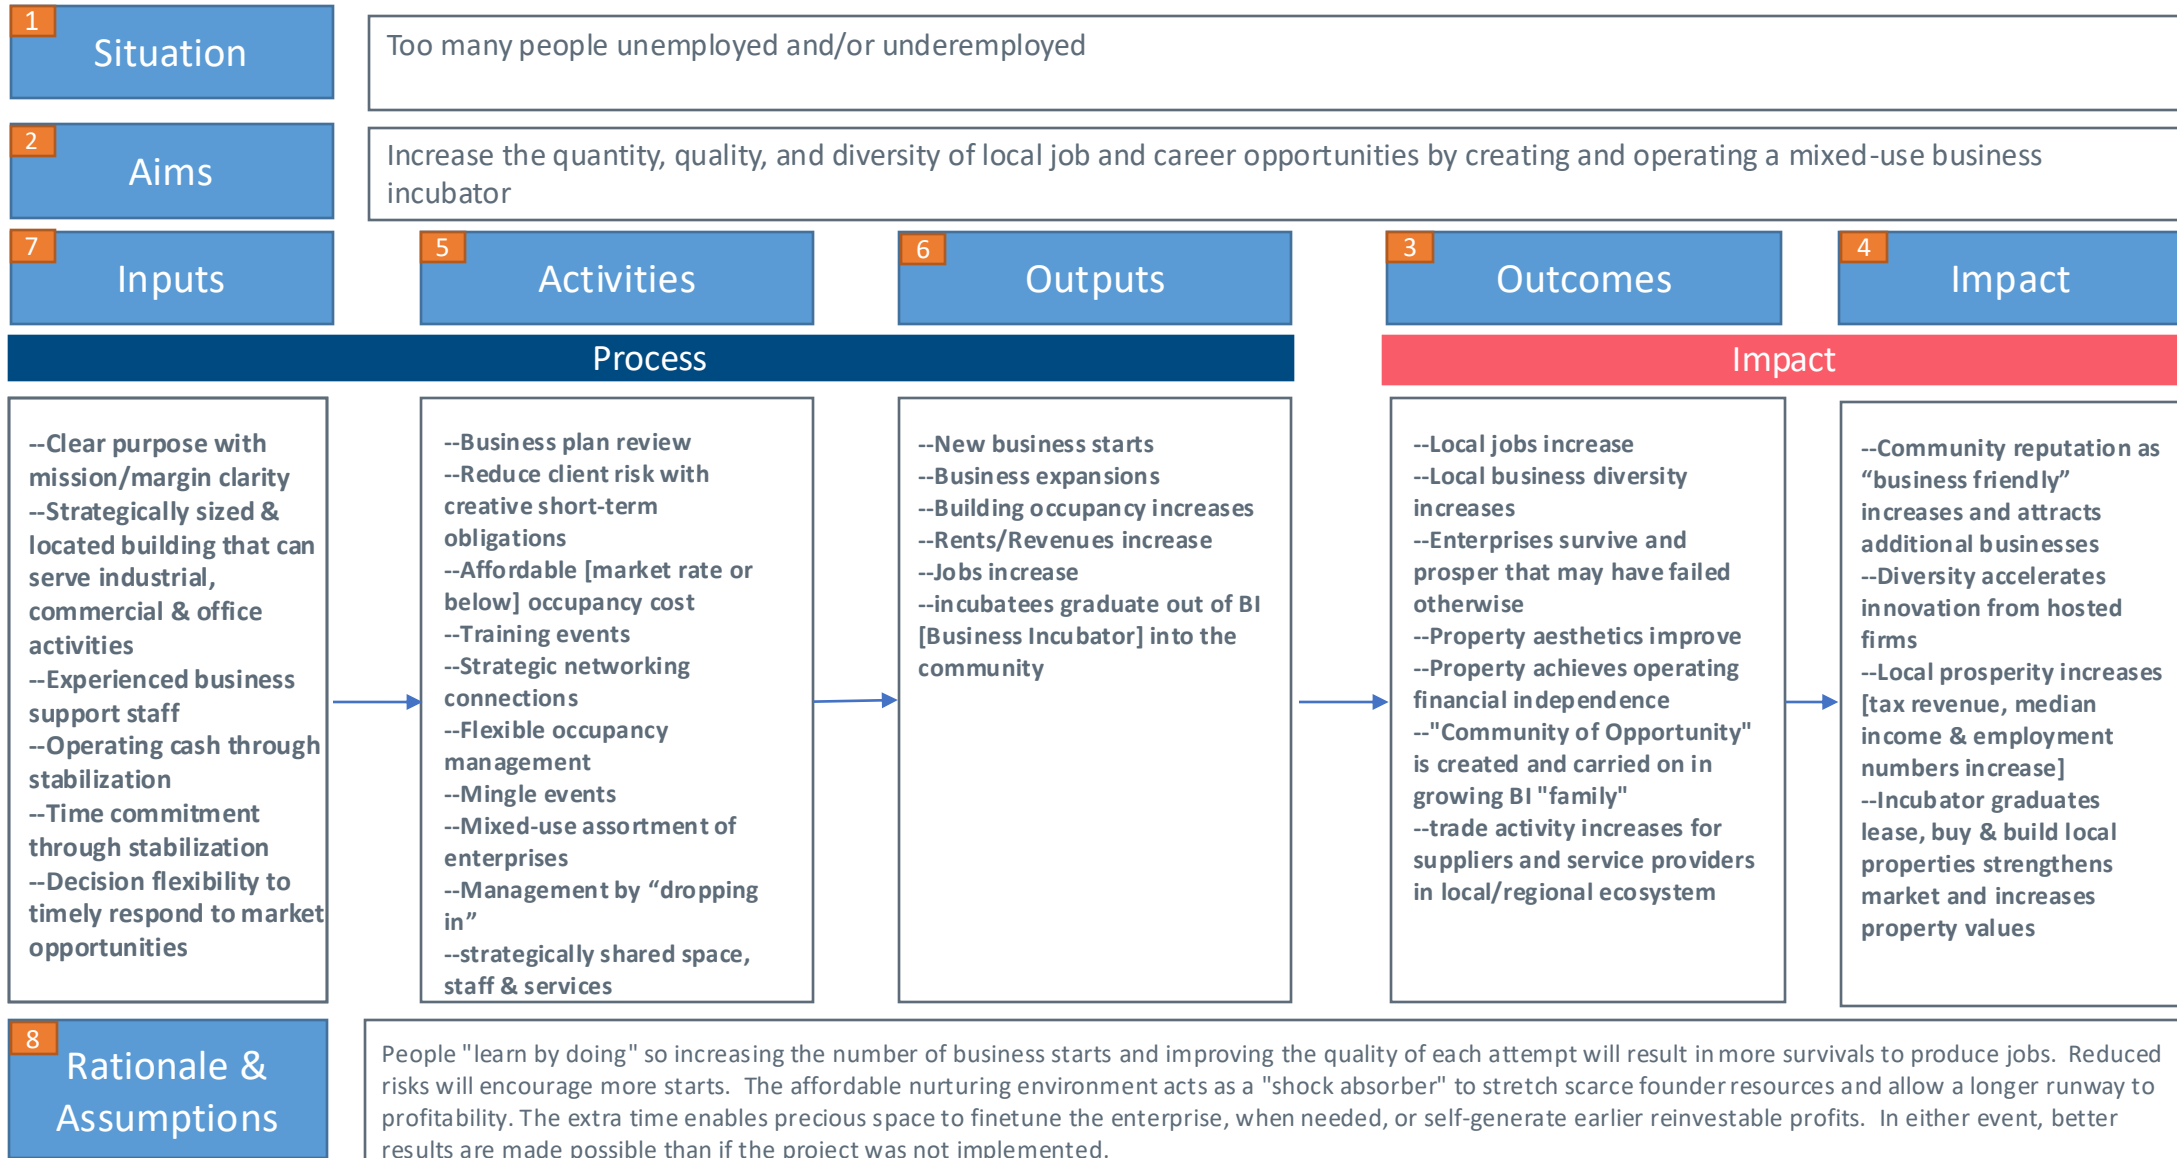 1
Situation
Too many people unemployed and/or underemployed
2
Aims
Increase the quantity, quality, and diversity of local job and career opportunities by creating and operating a mixed-use business
incubator
7
Inputs
5
Activities
6
Outputs
3
Outcomes
4
Impact
Process
Impact
--Clear purpose with
mission/margin clarity
--Strategically sized &
located building that can
serve industrial,
commercial & office
activities
--Experienced business
support staff
--Operating cash through
stabilization
--Time commitment
through stabilization
--Decision flexibility to
timely respond to market
opportunities
--Business plan review
--Reduce client risk with
creative short-term
obligations
--Affordable [market rate or
below] occupancy cost
--Training events
--Strategic networking
connections
--Flexible occupancy
management
--Mingle events
--Mixed-use assortment of
enterprises
--Management by “dropping
in”
--strategically shared space,
staff & services
--New business starts
--Business expansions
--Building occupancy increases
--Rents/Revenues increase
--Jobs increase
--incubatees graduate out of BI
[Business Incubator] into the
community
--Local jobs increase
--Local business diversity
increases
--Enterprises survive and
prosper that may have failed
otherwise
--Property aesthetics improve
--Property achieves operating
financial independence
--"Community of Opportunity"
is created and carried on in
growing BI "family"
--trade activity increases for
suppliers and service providers
in local/regional ecosystem
--Community reputation as
“business friendly”
increases and attracts
additional businesses
--Diversity accelerates
innovation from hosted
firms
--Local prosperity increases
[tax revenue, median
income & employment
numbers increase]
--Incubator graduates
lease, buy & build local
properties strengthens
market and increases
property values
8
Rationale &
Assumptions
People "learn by doing" so increasing the number of business starts and improving the quality of each attempt will result in more survivals to produce jobs.  Reduced
risks will encourage more starts.  The affordable nurturing environment acts as a "shock absorber" to stretch scarce founder resources and allow a longer runway to
profitability. The extra time enables precious space to finetune the enterprise, when needed, or self-generate earlier reinvestable profits.  In either event, better
results are made possible than if the project was not implemented.